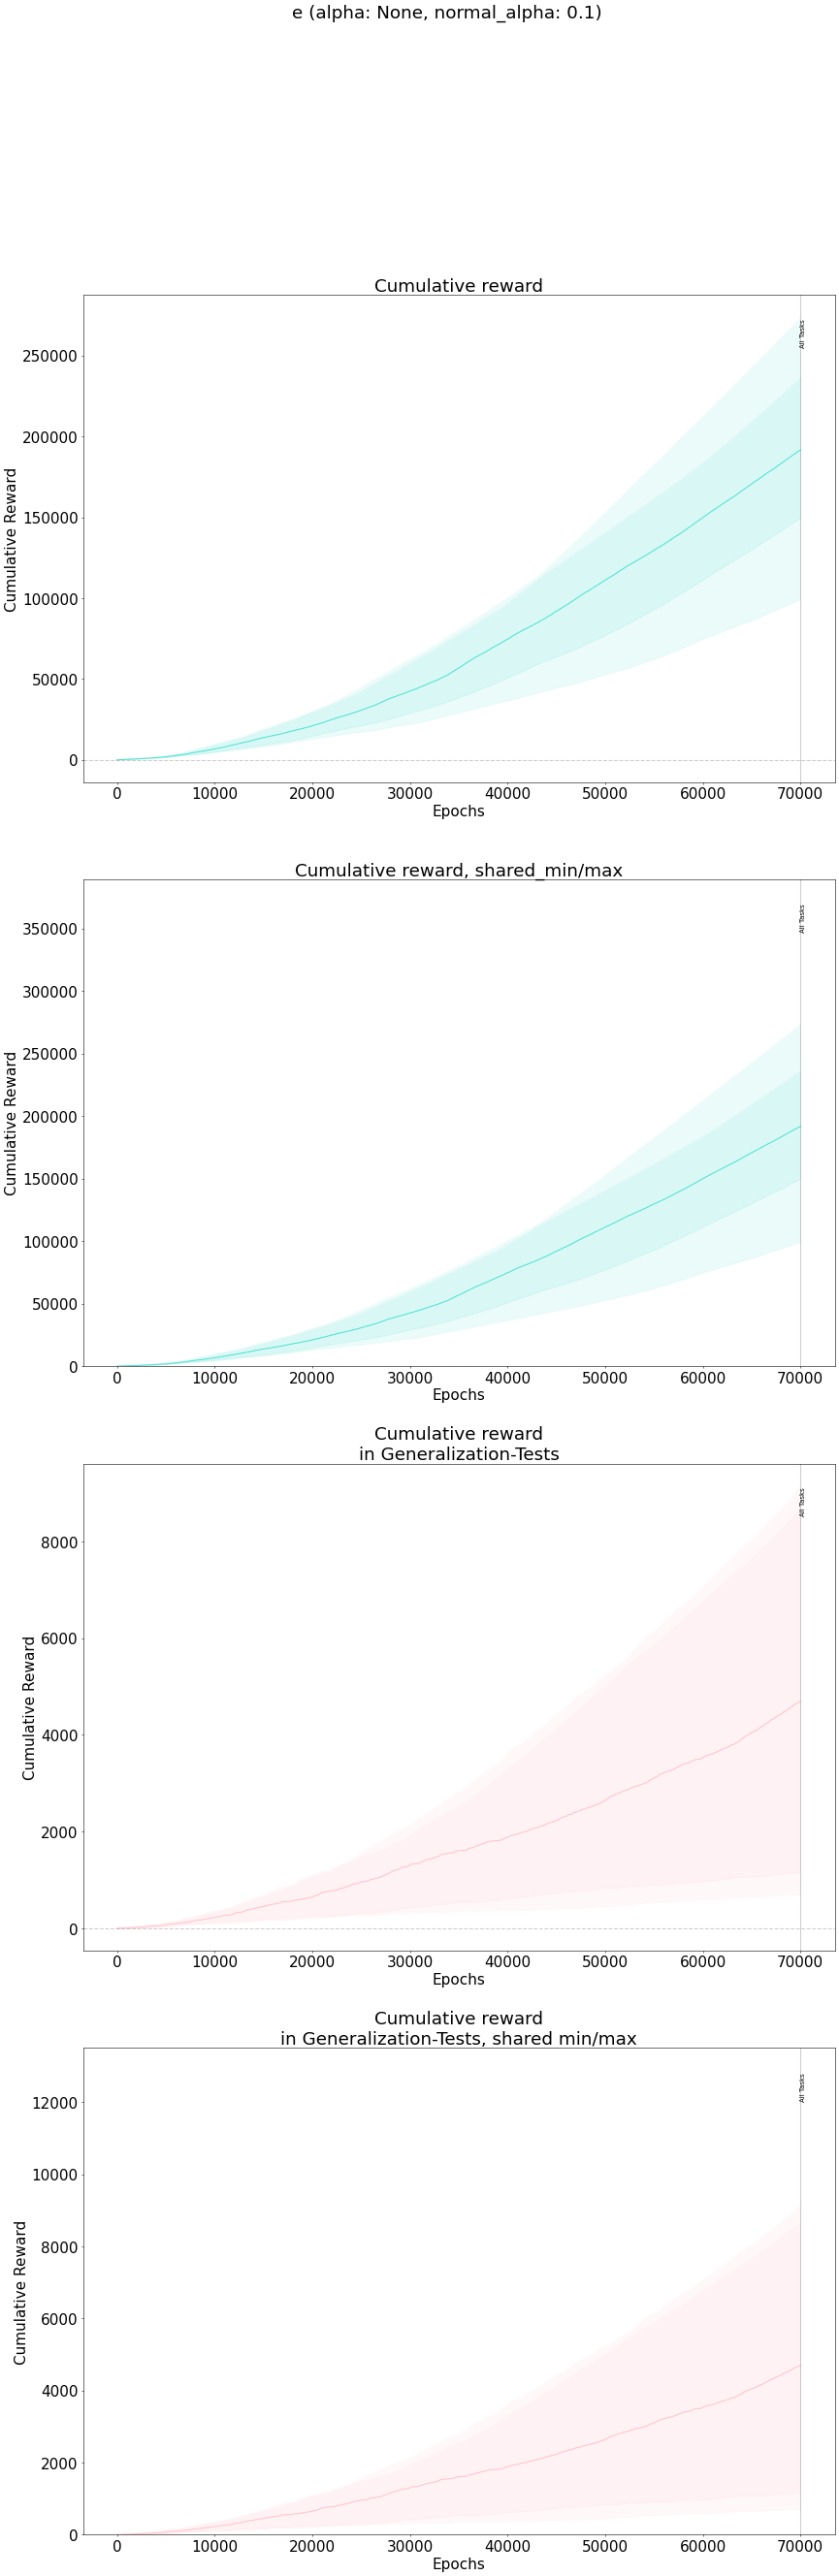 e (alpha: None, normal_alpha: 0.1)
Cumulative reward
All Tasks
250000
200000
150000
100000
50000
0
Cumulative Reward
0 10000 20000 30000 40000 50000 60000 70000
Epochs
Cumulative reward, shared_min/max
All Tasks
350000
300000
250000
200000
150000
100000
50000
0
Cumulative Reward
0 10000 20000 30000 40000 50000 60000 70000
Epochs
Cumulative reward
in Generalization-Tests
All Tasks
8000
6000
4000
2000
0
Cumulative Reward
0 10000 20000 30000 40000 50000 60000 70000
Epochs
Cumulative reward
in Generalization-Tests, shared min/max
All Tasks
12000
10000
8000
6000
4000
2000
0
Cumulative Reward
0 10000 20000 30000 40000 50000 60000 70000
Epochs